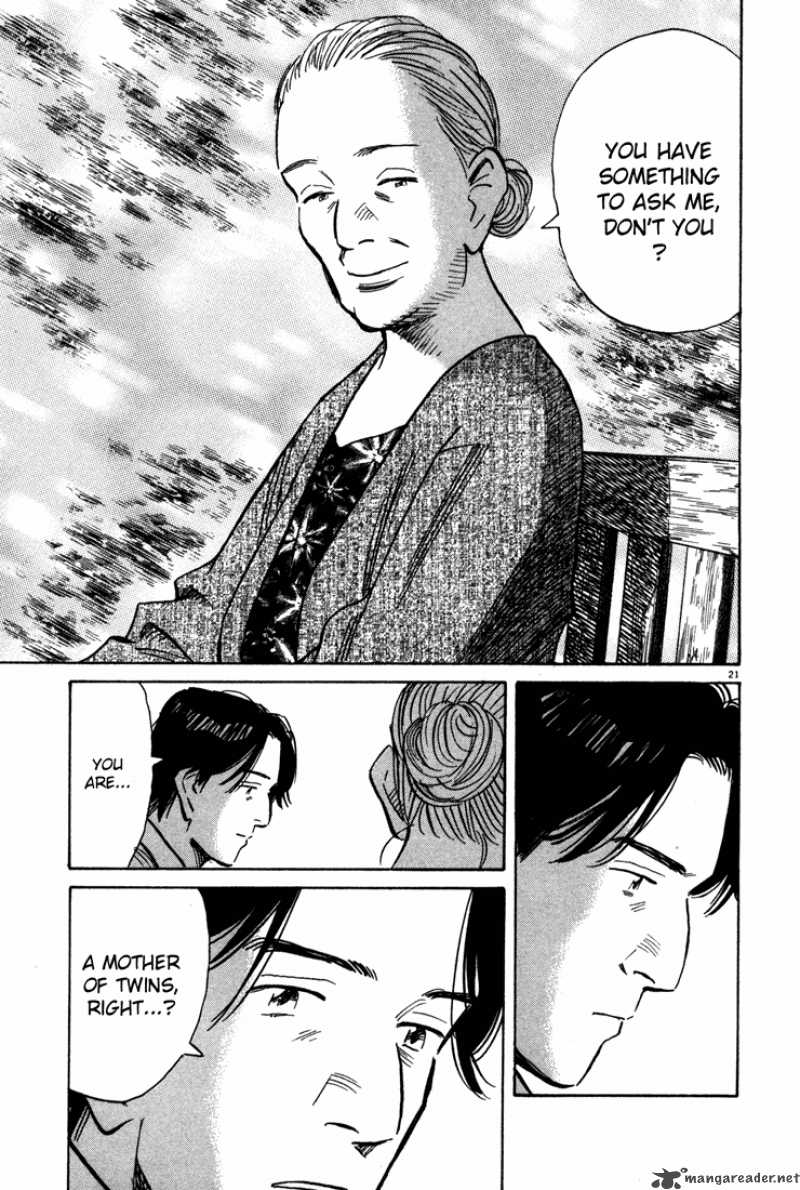 YOU HAVE
SOMETHING
TO ASK ME,
DON'T YOU
?
21
YOU
ARE...
A MOTHER
OF TWINS,
RIGHT...?
mangareader.net